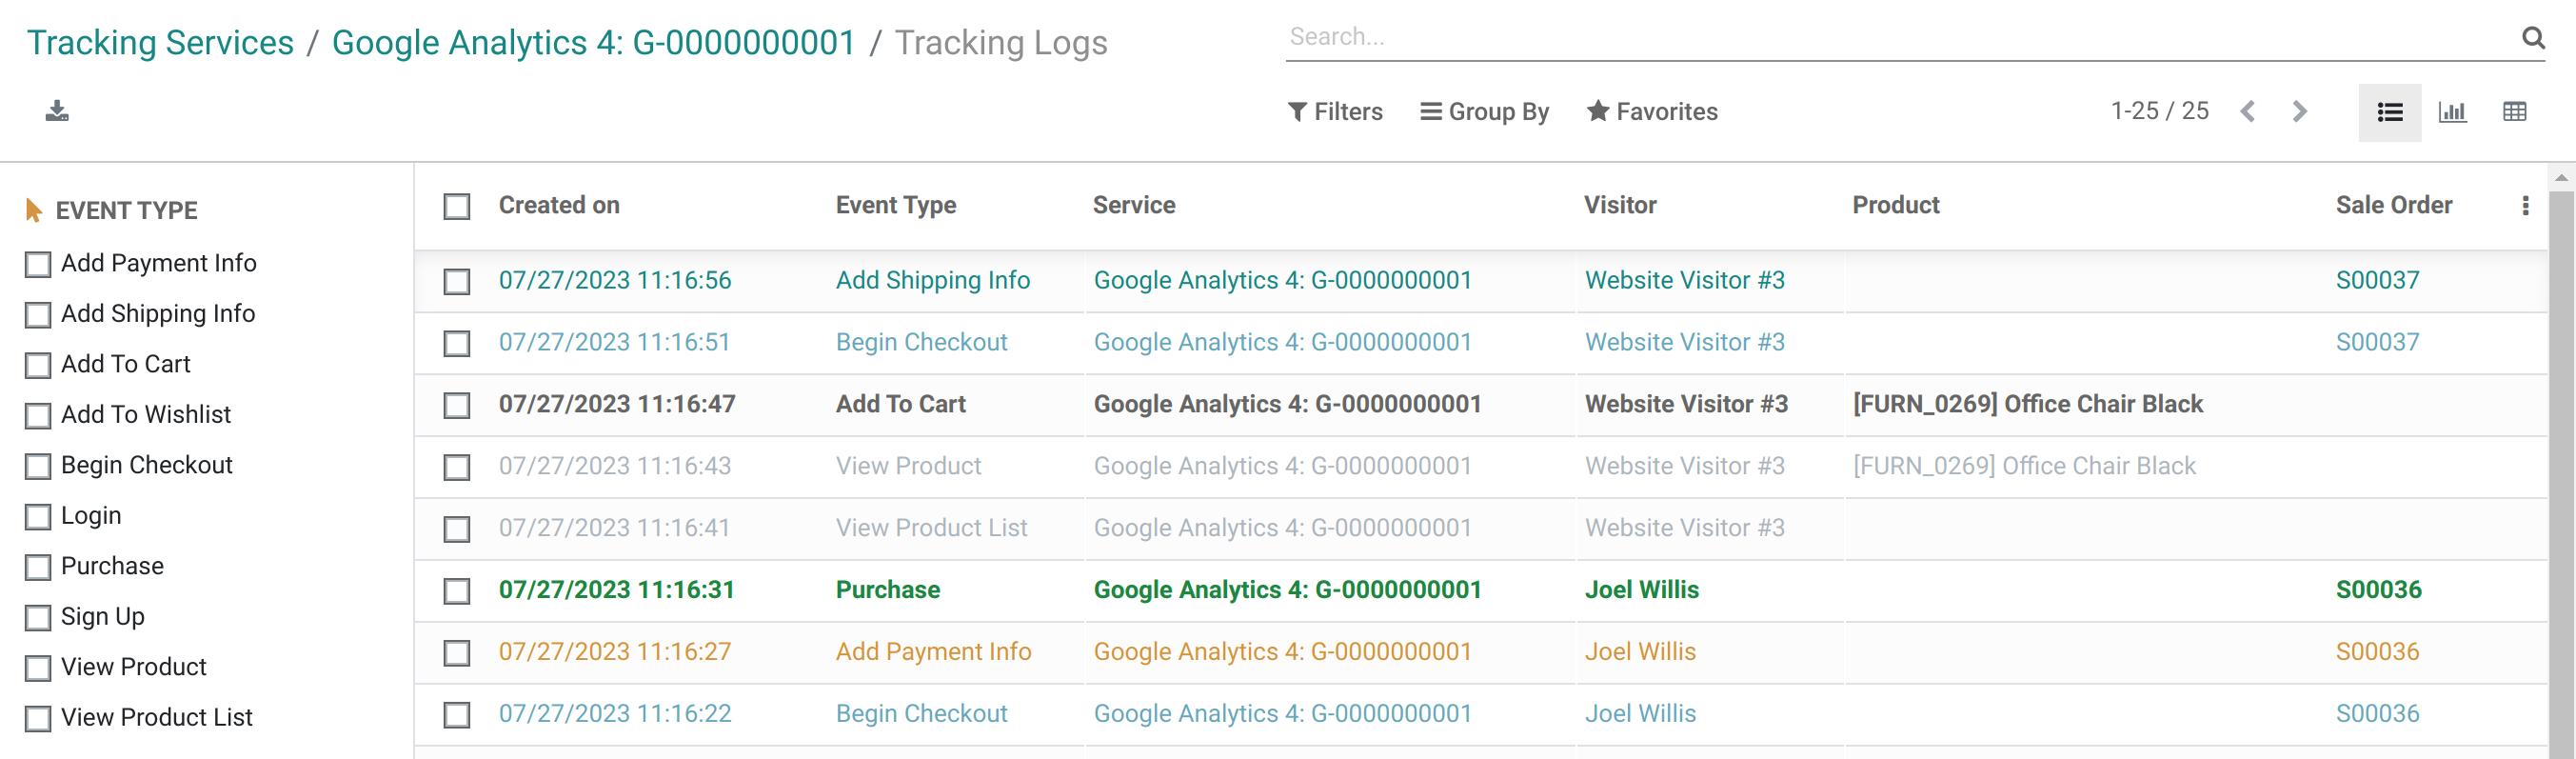 Tracking Services / Google Analytics 4: G-0000000001 / Tracking Logs
Search...
Filters Group By Favorites 1-25 / 25
EVENT TYPE
Add Payment Info
Add Shipping Info
Add To Cart
Add To Wishlist
Begin Checkout
Login
Purchase
Sign Up
View Product
View Product List
Created on Event Type Service Visitor Product Sale Order
07/27/2023 11:16:56 Add Shipping Info Google Analytics 4: G-0000000001 Website Visitor #3 S00037
07/27/2023 11:16:51 Begin Checkout Google Analytics 4: G-0000000001 Website Visitor #3 S00037
07/27/2023 11:16:47 Add To Cart Google Analytics 4: G-0000000001 Website Visitor #3 [FURN_0269] Office Chair Black
07/27/2023 11:16:43 View Product Google Analytics 4: G-0000000001 Website Visitor #3 [FURN_0269] Office Chair Black
07/27/2023 11:16:41 View Product List Google Analytics 4: G-0000000001 Website Visitor #3
07/27/2023 11:16:31 Purchase Google Analytics 4: G-0000000001 Joel Willis S00036
07/27/2023 11:16:27 Add Payment Info Google Analytics 4: G-0000000001 Joel Willis S00036
07/27/2023 11:16:22 Begin Checkout Google Analytics 4: G-0000000001 Joel Willis S00036